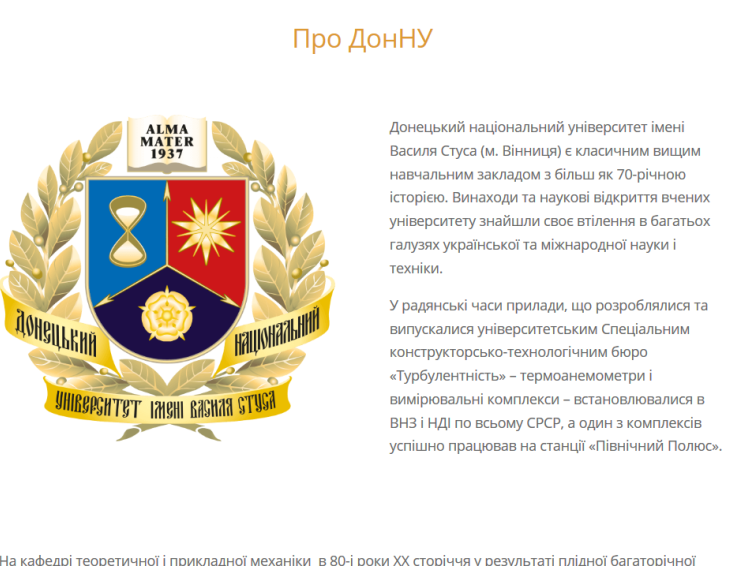 Про ДонНУ
ALMA
MATER
1937
ДОНЕЦЬКИЙ
НАЦІОНАЛЬНИЙ
УНІВЕРСИТЕТ ІМЕНІ ВАСИЛЯ СТУСА
Донецький національний університет імені
Василя Стуса (м. Вінниця) є класичним вищим
навчальним закладом з більш як 70-річною
історією. Винаходи та наукові відкриття вчених
університету знайшли своє втілення в багатьох
галузях української та міжнародної науки і
техніки.
У радянські часи прилади, що розроблялися та
випускалися університетським Спеціальним
конструкторсько-технологічним бюро
«Турбулентність» – термоанемометри і
вимірювальні комплекси – встановлювалися в
ВНЗ і НДІ по всьому СРСР, а один з комплексів
успішно працював на станції «Північний Полюс».
На кафедрі теоретичної і прикладної механіки в 80-і роки ХХ сторіччя у результаті плідної багаторічної